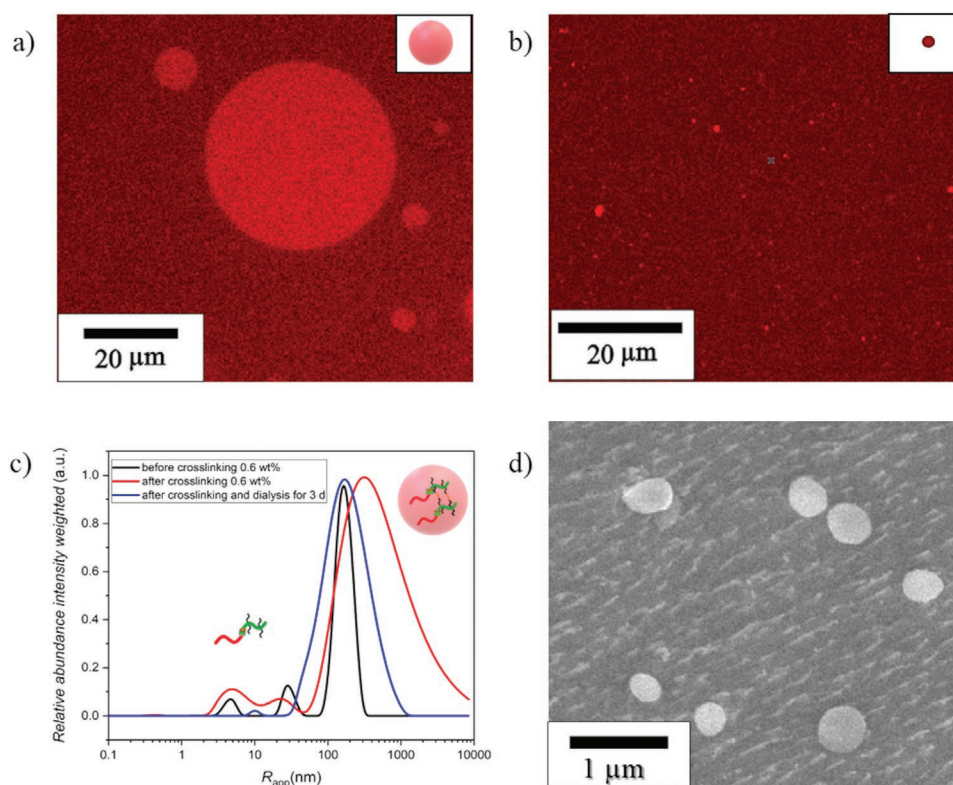 a)
b)
20 µm
20 µm
c)
d)
before crosslinking 0.6 wt%
after crosslinking 0.6 wt%
after crosslinking and dialysis for 3 d
Relative abundance intensity weighted (a.u.)
1.0
0.8
0.6
0.4
0.2
0.0
0.1 1 10 100 1000 10000
R app (nm)
1 µm